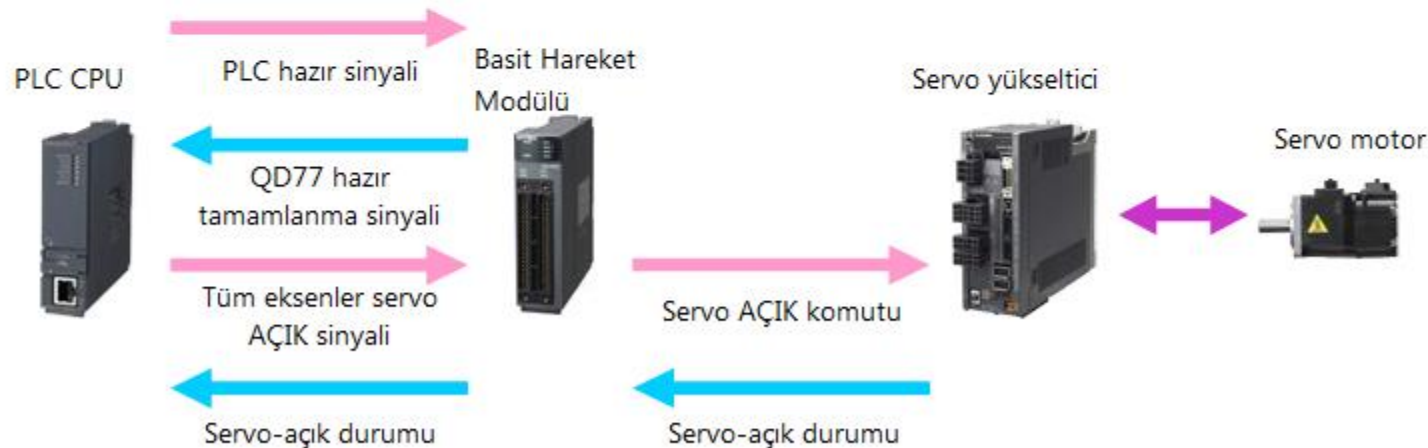 PLC CPU
PLC hazır sinyali
Basit Hareket
Modülü
Servo yükseltici
Servo motor
QD77 hazır
tamamlanma sinyali
Tüm eksenler servo
AÇIK sinyali
Servo AÇIK komutu
Servo-açık durumu
Servo-açık durumu